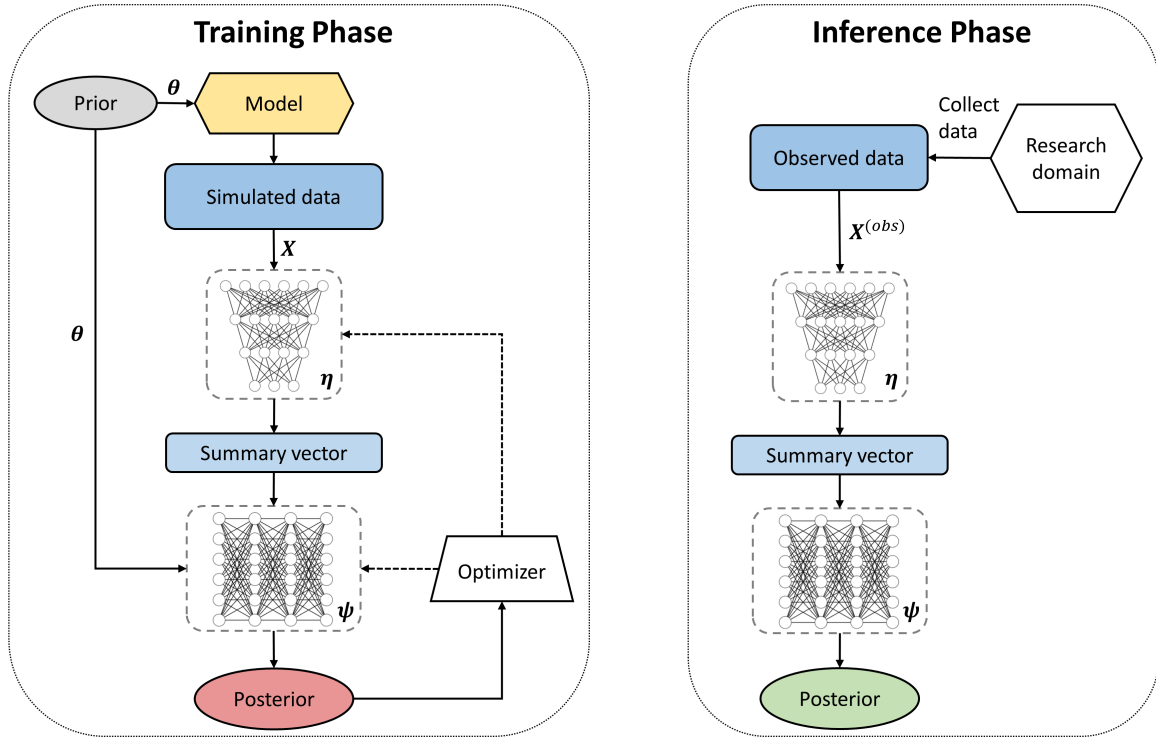 Training Phase
Prior
θ
Model
Simulated data
X
θ
η
Summary vector
ψ
Optimizer
Posterior
Inference Phase
Collect
data
Observed data
Research
domain
X^(obs)
η
Summary vector
ψ
Posterior